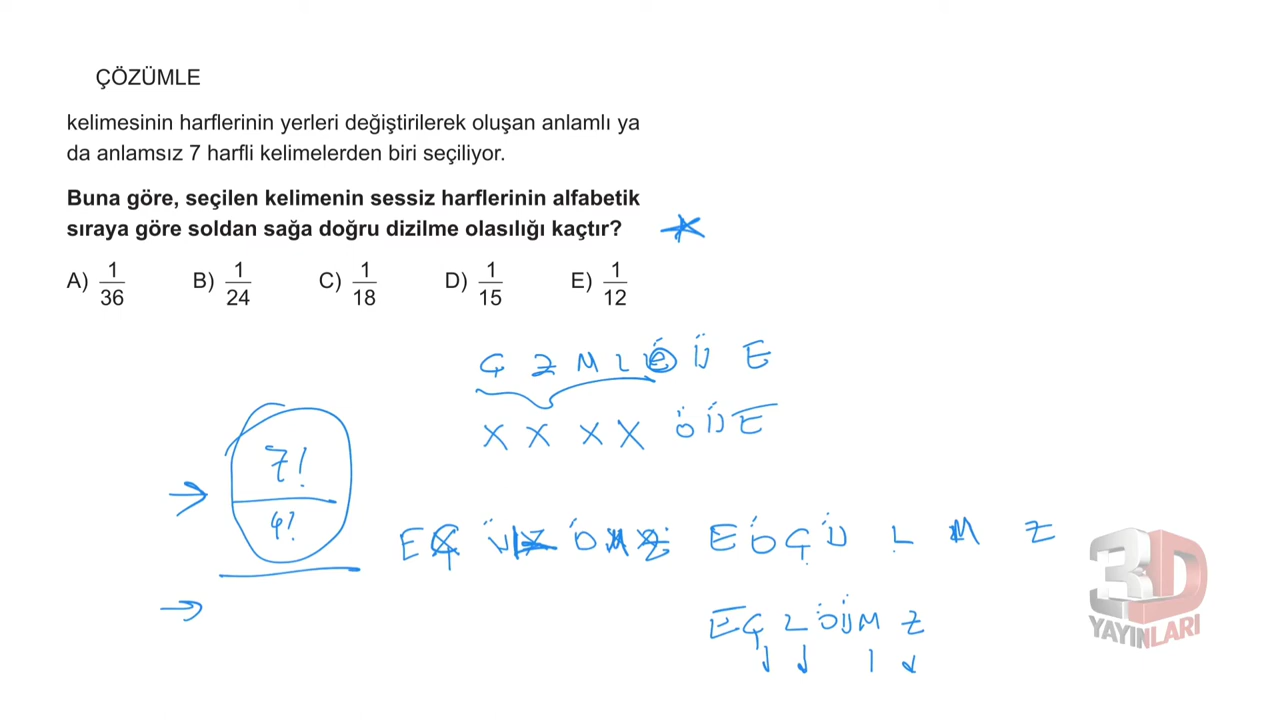 ÇÖZÜMLE
kelimesinin harflerinin yerleri değiştirilerek oluşan anlamlı ya
da anlamsız 7 harfli kelimelerden biri seçiliyor.
Buna göre, seçilen kelimenin sessiz harflerinin alfabetik
sıraya göre soldan sağa doğru dizilme olasılığı kaçtır?
A) 1/36 B) 1/24 C) 1/18 D) 1/15 E) 1/12
Ç Z M L Ü E
X X X X Ö Ü E
7!
4!
E Ö Ç Ü L M Z
E Ç L Ö Ü M Z
3D
YAYINLARI